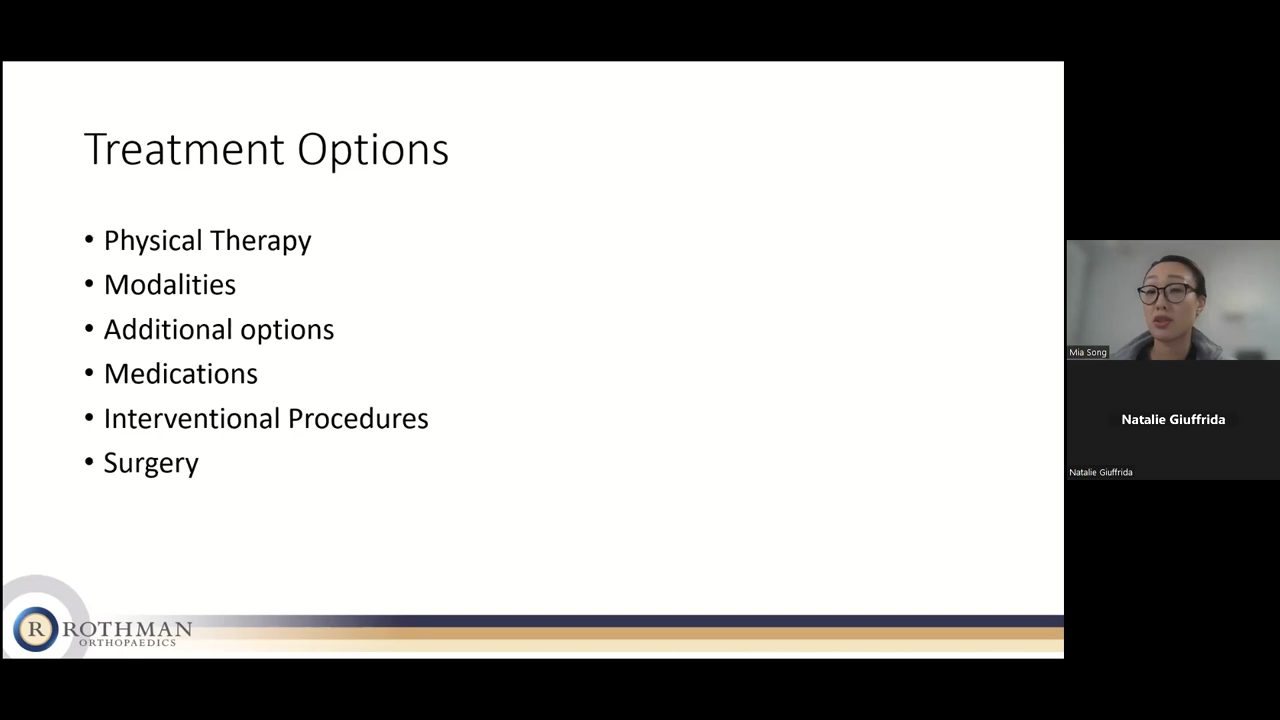 Treatment Options
• Physical Therapy
• Modalities
• Additional options
• Medications
• Interventional Procedures
• Surgery
R ROTHMAN
ORTHOPAEDICS
Mia Song
Natalie Giuffrida
Natalie Giuffrida